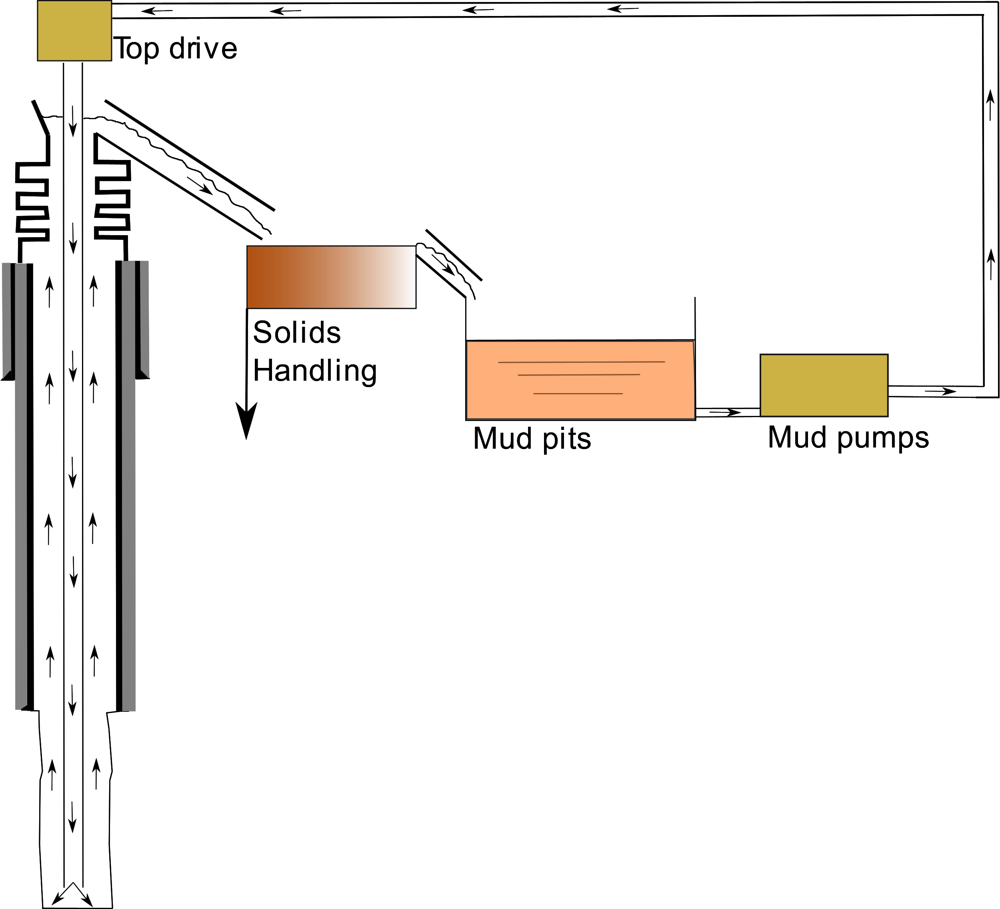 Top drive
Solids
Handling
Mud pits
Mud pumps